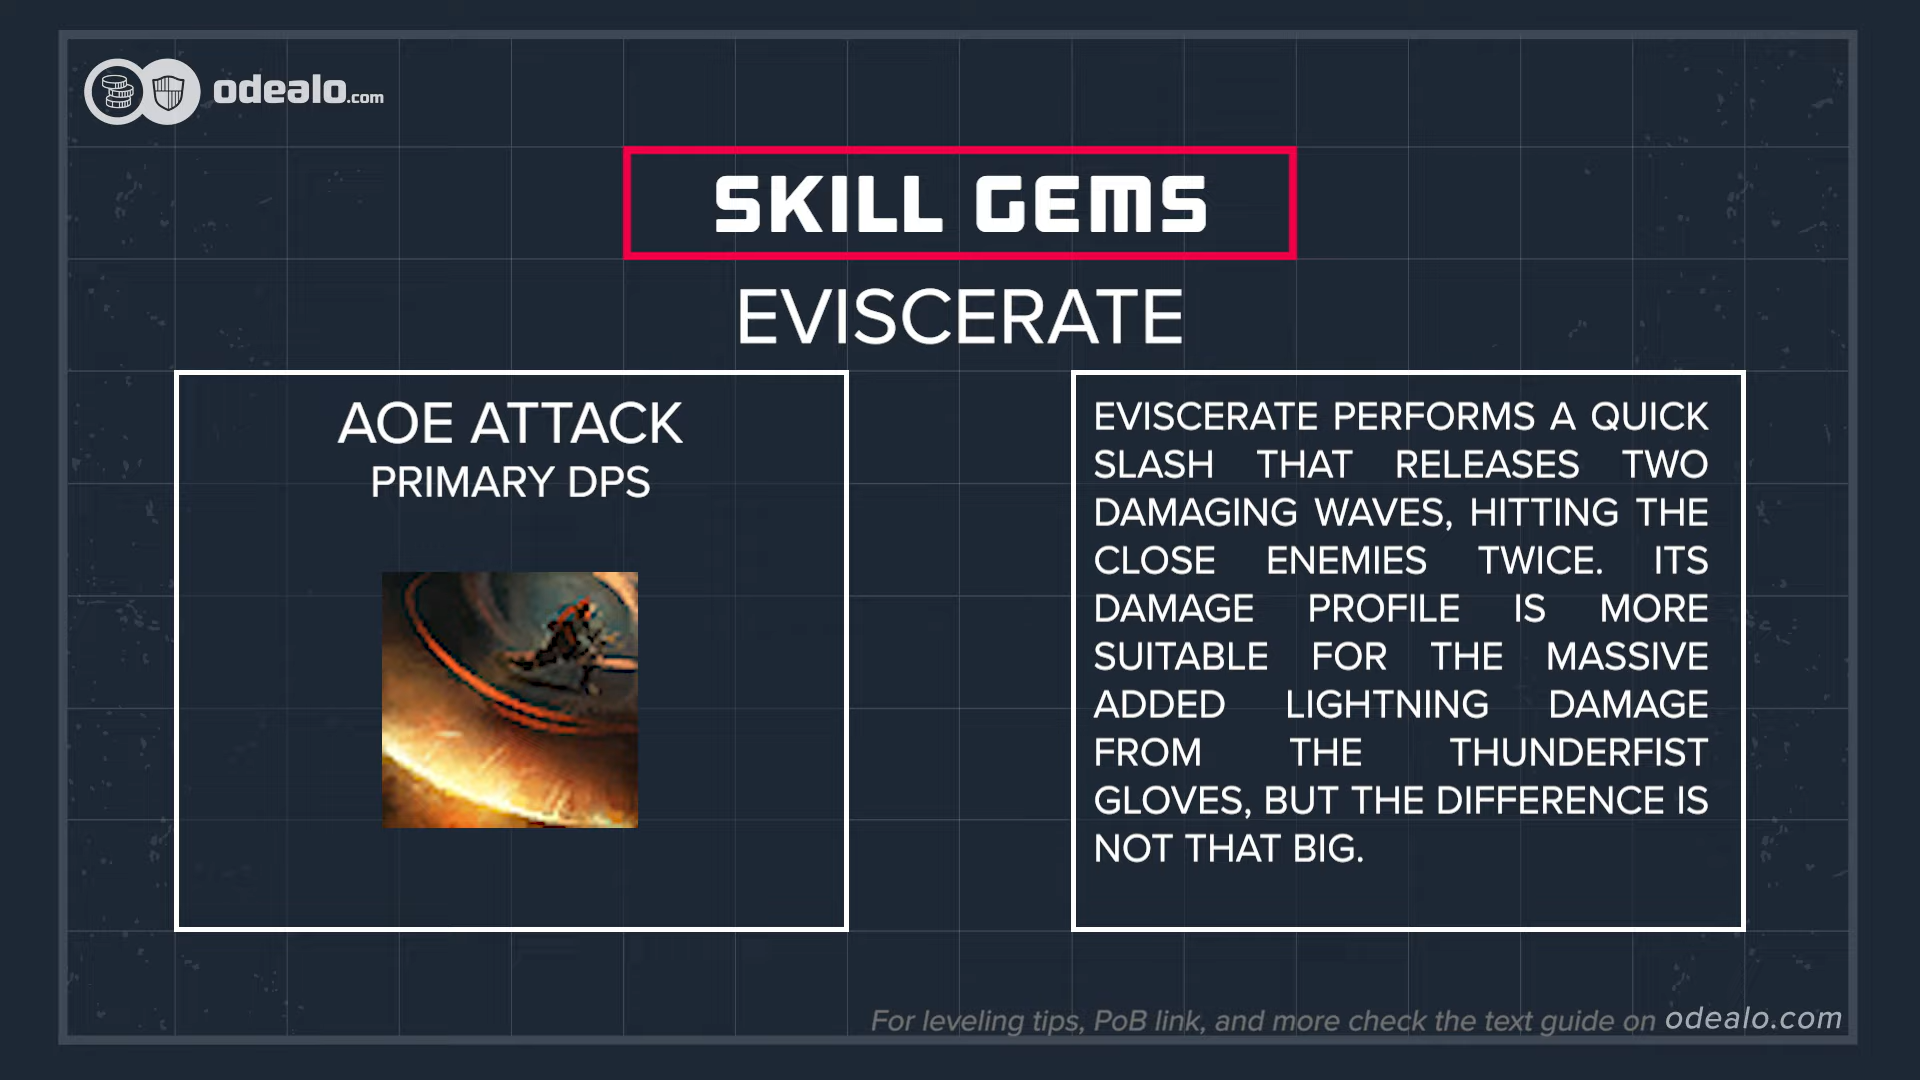 odealo.com
SKILL GEMS
EVISCERATE
AOE ATTACK
PRIMARY DPS
EVISCERATE PERFORMS A QUICK
SLASH THAT RELEASES TWO
DAMAGING WAVES, HITTING THE
CLOSE ENEMIES TWICE. ITS
DAMAGE PROFILE IS MORE
SUITABLE FOR THE MASSIVE
ADDED LIGHTNING DAMAGE
FROM THE THUNDERFIST
GLOVES, BUT THE DIFFERENCE IS
NOT THAT BIG.
For leveling tips, PoB link, and more check the text guide on odealo.com